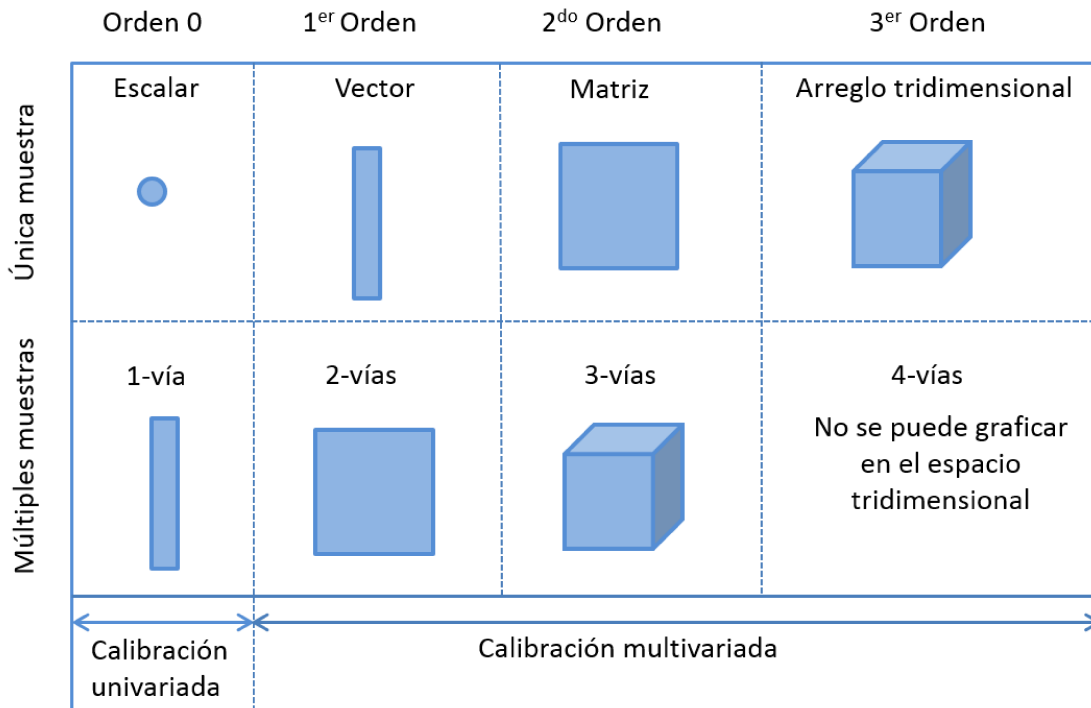 Orden 0
1er Orden
2do Orden
3er Orden
Única muestra
Escalar
Vector
Matriz
Arreglo tridimensional
Múltiples muestras
1-vía
2-vías
3-vías
4-vías
No se puede graficar
en el espacio
tridimensional
Calibración
univariada
Calibración multivariada